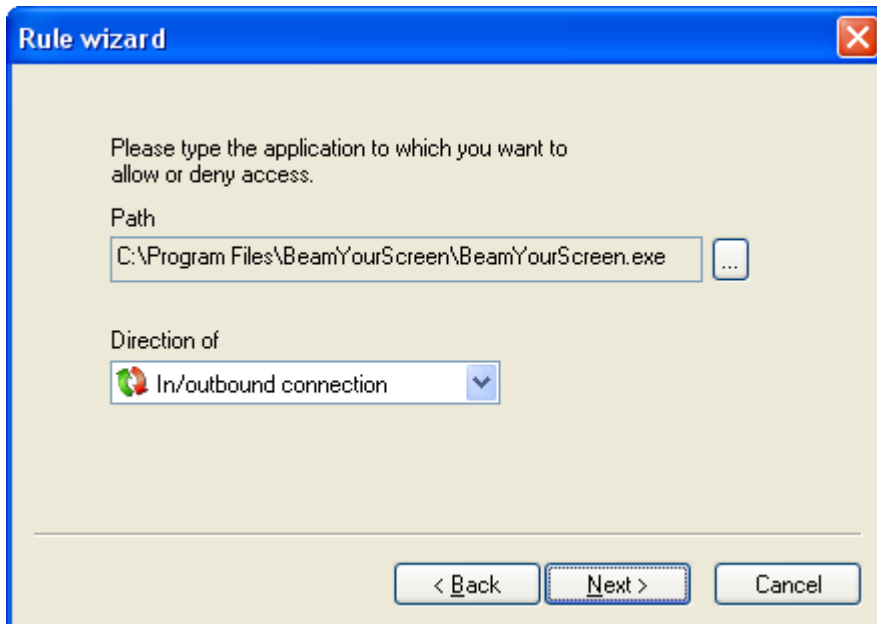 Rule wizard
Please type the application to which you want to
allow or deny access.
Path
C:\Program Files\BeamYourScreen\BeamYourScreen.exe
...
Direction of
In/outbound connection
< Back
Next >
Cancel